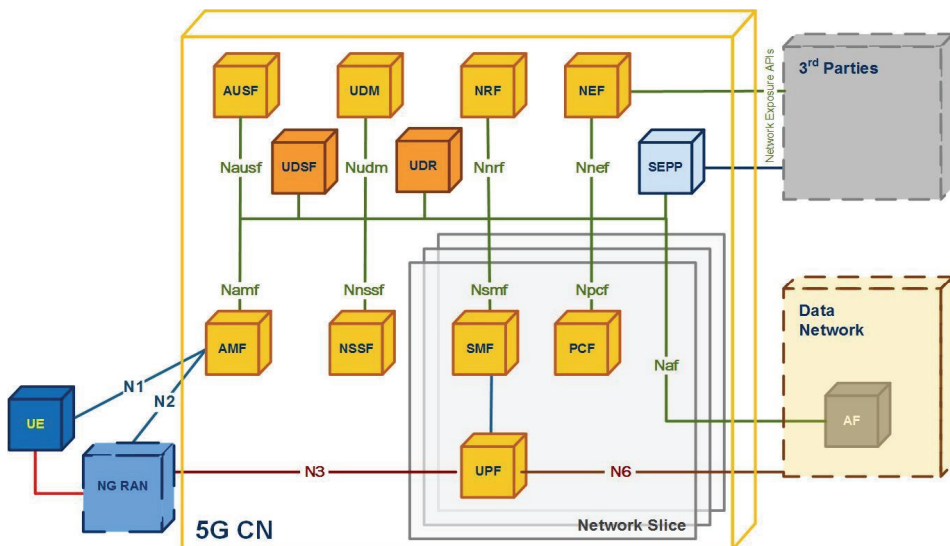 AUSF
UDM
NRF
NEF
Network Exposure APIs
3rd Parties
Nausf
UDSF
Nudm
UDR
Nnrf
Nnef
SEPP
Namf
Nnssf
Nsmf
Npcf
Data
Network
AMF
NSSF
SMF
PCF
Naf
N1
N2
UE
AF
NG RAN
N3
UPF
N6
5G CN
Network Slice